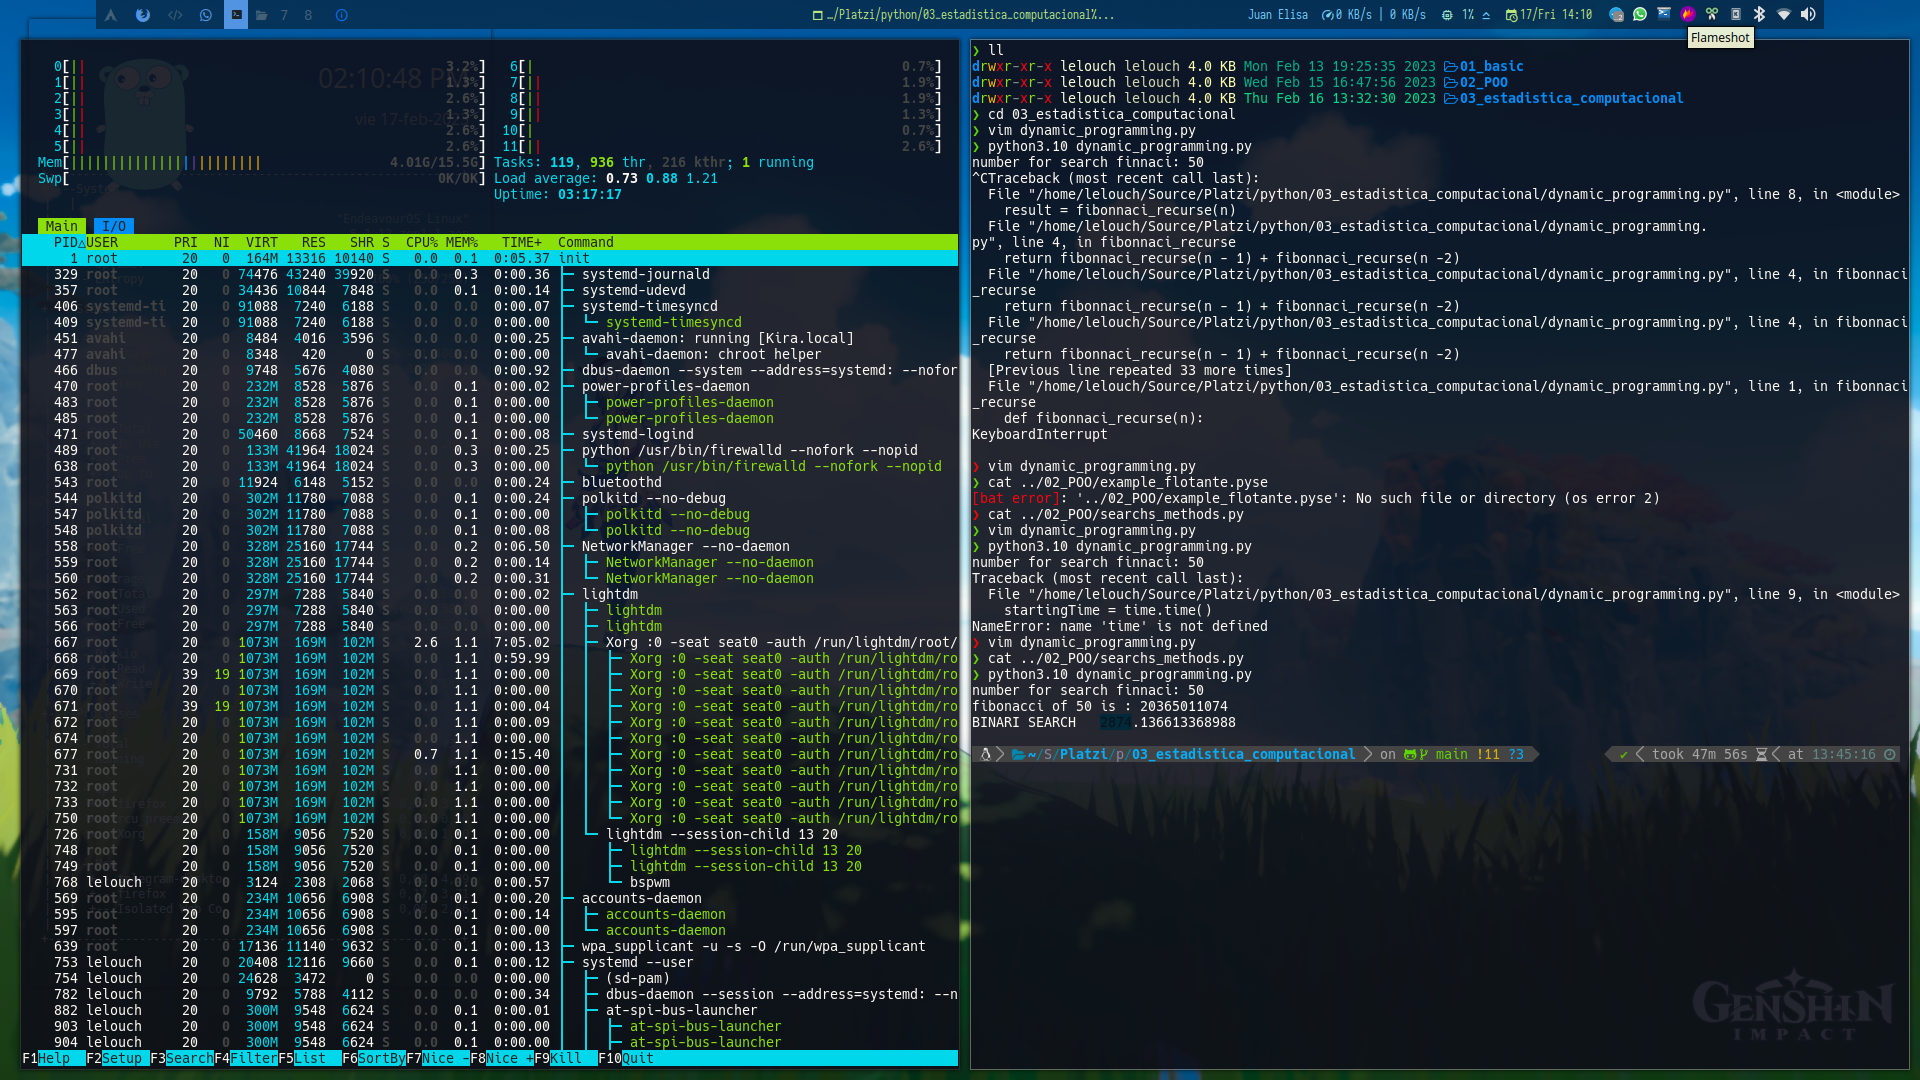 7 8
../Platzi/python/03_estadistica_computacional%...
Juan Elisa 0 KB/s | 0 KB/s 1% 17/Fri 14:10
Flameshot
02:10:48 P
vie 17-feb-20
0[|| 3.2%] 6[| 0.7%]
1[|| 1.3%] 7[|| 1.9%]
2[|| 2.6%] 8[|| 1.9%]
3[|| 1.3%] 9[|| 1.3%]
4[|| 2.6%] 10[| 0.7%]
5[|| 2.6%] 11[|| 2.6%]
Mem[|||||||||||||||||||||||| 4.01G/15.5G] Tasks: 119, 936 thr, 216 kthr; 1 running
Swp[ 0K/0K] Load average: 0.73 0.88 1.21
Uptime: 03:17:17
"EndeavourOS Linux"
Main I/O
PID△USER PRI NI VIRT RES SHR S CPU% MEM% TIME+ Command
1 root 20 0 164M 13316 10140 S 0.0 0.1 0:05.37 init
329 root 20 0 74476 43240 39920 S 0.0 0.3 0:00.36 ├─ systemd-journald
357 root 20 0 34436 10844 7848 S 0.0 0.1 0:00.14 ├─ systemd-udevd
406 systemd-ti 20 0 91088 7240 6188 S 0.0 0.0 0:00.07 ├─ systemd-timesyncd
409 systemd-ti 20 0 91088 7240 6188 S 0.0 0.0 0:00.00 │ └─ systemd-timesyncd
451 avahi 20 0 8484 4016 3596 S 0.0 0.0 0:00.25 ├─ avahi-daemon: running [Kira.local]
477 avahi 20 0 8348 420 0 S 0.0 0.0 0:00.00 │ └─ avahi-daemon: chroot helper
466 dbus 20 0 9748 5676 4080 S 0.0 0.0 0:00.92 ├─ dbus-daemon --system --address=systemd: --nofor
470 root 20 0 232M 8528 5876 S 0.0 0.1 0:00.02 ├─ power-profiles-daemon
483 root 20 0 232M 8528 5876 S 0.0 0.1 0:00.00 │ ├─ power-profiles-daemon
485 root 20 0 232M 8528 5876 S 0.0 0.1 0:00.00 │ └─ power-profiles-daemon
471 root 20 0 50460 8668 7524 S 0.0 0.1 0:00.08 ├─ systemd-logind
489 root 20 0 133M 41964 18024 S 0.0 0.3 0:00.25 ├─ python /usr/bin/firewalld --nofork --nopid
638 root 20 0 133M 41964 18024 S 0.0 0.3 0:00.00 │ └─ python /usr/bin/firewalld --nofork --nopid
543 root 20 0 11924 6148 5152 S 0.0 0.0 0:00.24 ├─ bluetoothd
544 polkitd 20 0 302M 11780 7088 S 0.0 0.1 0:00.24 ├─ polkitd --no-debug
547 polkitd 20 0 302M 11780 7088 S 0.0 0.1 0:00.00 │ ├─ polkitd --no-debug
548 polkitd 20 0 302M 11780 7088 S 0.0 0.1 0:00.08 │ └─ polkitd --no-debug
558 root 20 0 328M 25160 17744 S 0.0 0.2 0:06.50 ├─ NetworkManager --no-daemon
559 root 20 0 328M 25160 17744 S 0.0 0.2 0:00.14 │ ├─ NetworkManager --no-daemon
560 root 20 0 328M 25160 17744 S 0.0 0.2 0:00.31 │ └─ NetworkManager --no-daemon
562 root 20 0 297M 7288 5840 S 0.0 0.0 0:00.02 ├─ lightdm
563 root 20 0 297M 7288 5840 S 0.0 0.0 0:00.00 │ ├─ lightdm
566 root 20 0 297M 7288 5840 S 0.0 0.0 0:00.00 │ ├─ lightdm
667 root 20 0 1073M 169M 102M S 2.6 1.1 7:05.02 │ ├─ Xorg :0 -seat seat0 -auth /run/lightdm/root/
668 root 20 0 1073M 169M 102M S 0.0 1.1 0:59.99 │ │ ├─ Xorg :0 -seat seat0 -auth /run/lightdm/ro
669 root 39 19 1073M 169M 102M S 0.0 1.1 0:00.00 │ │ ├─ Xorg :0 -seat seat0 -auth /run/lightdm/ro
670 root 20 0 1073M 169M 102M S 0.0 1.1 0:00.00 │ │ ├─ Xorg :0 -seat seat0 -auth /run/lightdm/ro
671 root 39 19 1073M 169M 102M S 0.0 1.1 0:00.04 │ │ ├─ Xorg :0 -seat seat0 -auth /run/lightdm/ro
672 root 20 0 1073M 169M 102M S 0.0 1.1 0:00.09 │ │ ├─ Xorg :0 -seat seat0 -auth /run/lightdm/ro
674 root 20 0 1073M 169M 102M S 0.0 1.1 0:00.00 │ │ ├─ Xorg :0 -seat seat0 -auth /run/lightdm/ro
677 root 20 0 1073M 169M 102M S 0.7 1.1 0:15.40 │ │ ├─ Xorg :0 -seat seat0 -auth /run/lightdm/ro
731 root 20 0 1073M 169M 102M S 0.0 1.1 0:00.00 │ │ ├─ Xorg :0 -seat seat0 -auth /run/lightdm/ro
732 root 20 0 1073M 169M 102M S 0.0 1.1 0:00.00 │ │ ├─ Xorg :0 -seat seat0 -auth /run/lightdm/ro
733 root 20 0 1073M 169M 102M S 0.0 1.1 0:00.00 │ │ ├─ Xorg :0 -seat seat0 -auth /run/lightdm/ro
750 root 20 0 1073M 169M 102M S 0.0 1.1 0:00.00 │ │ └─ Xorg :0 -seat seat0 -auth /run/lightdm/ro
726 root 20 0 158M 9056 7520 S 0.0 0.1 0:00.00 │ └─ lightdm --session-child 13 20
748 root 20 0 158M 9056 7520 S 0.0 0.1 0:00.00 │ ├─ lightdm --session-child 13 20
749 root 20 0 158M 9056 7520 S 0.0 0.1 0:00.00 │ ├─ lightdm --session-child 13 20
768 lelouch 20 0 3124 2308 2068 S 0.0 0.0 0:00.57 │ └─ bspwm
569 root 20 0 234M 10656 6908 S 0.0 0.1 0:00.20 ├─ accounts-daemon
595 root 20 0 234M 10656 6908 S 0.0 0.1 0:00.14 │ ├─ accounts-daemon
597 root 20 0 234M 10656 6908 S 0.0 0.1 0:00.00 │ └─ accounts-daemon
639 root 20 0 17136 11140 9632 S 0.0 0.1 0:00.13 ├─ wpa_supplicant -u -s -O /run/wpa_supplicant
753 lelouch 20 0 20408 12116 9660 S 0.0 0.1 0:00.12 ├─ systemd --user
754 lelouch 20 0 24628 3472 0 S 0.0 0.0 0:00.00 │ ├─ (sd-pam)
782 lelouch 20 0 9792 5788 4112 S 0.0 0.0 0:00.34 │ ├─ dbus-daemon --session --address=systemd: --n
882 lelouch 20 0 300M 9548 6624 S 0.0 0.1 0:00.01 │ ├─ at-spi-bus-launcher
903 lelouch 20 0 300M 9548 6624 S 0.0 0.1 0:00.00 │ │ ├─ at-spi-bus-launcher
904 lelouch 20 0 300M 9548 6624 S 0.0 0.1 0:00.00 │ │ ├─ at-spi-bus-launcher
F1Help F2Setup F3SearchF4FilterF5List F6SortByF7Nice -F8Nice +F9Kill F10Quit
❯ ll
drwxr-xr-x lelouch lelouch 4.0 KB Mon Feb 13 19:25:35 2023 01_basic
drwxr-xr-x lelouch lelouch 4.0 KB Wed Feb 15 16:47:56 2023 02_POO
drwxr-xr-x lelouch lelouch 4.0 KB Thu Feb 16 13:32:30 2023 03_estadistica_computacional
❯ cd 03_estadistica_computacional
❯ vim dynamic_programming.py
❯ python3.10 dynamic_programming.py
number for search finnaci: 50
^CTraceback (most recent call last):
File "/home/lelouch/Source/Platzi/python/03_estadistica_computacional/dynamic_programming.py", line 8, in <module>
result = fibonnaci_recurse(n)
File "/home/lelouch/Source/Platzi/python/03_estadistica_computacional/dynamic_programming.
py", line 4, in fibonnaci_recurse
return fibonnaci_recurse(n - 1) + fibonnaci_recurse(n -2)
File "/home/lelouch/Source/Platzi/python/03_estadistica_computacional/dynamic_programming.py", line 4, in fibonnaci
_recurse
return fibonnaci_recurse(n - 1) + fibonnaci_recurse(n -2)
File "/home/lelouch/Source/Platzi/python/03_estadistica_computacional/dynamic_programming.py", line 4, in fibonnaci
_recurse
return fibonnaci_recurse(n - 1) + fibonnaci_recurse(n -2)
[Previous line repeated 33 more times]
File "/home/lelouch/Source/Platzi/python/03_estadistica_computacional/dynamic_programming.py", line 1, in fibonnaci
_recurse
def fibonnaci_recurse(n):
KeyboardInterrupt
❯ vim dynamic_programming.py
❯ cat ../02_POO/example_flotante.pyse
[bat error]: '../02_POO/example_flotante.pyse': No such file or directory (os error 2)
❯ cat ../02_POO/searchs_methods.py
❯ vim dynamic_programming.py
❯ python3.10 dynamic_programming.py
number for search finnaci: 50
Traceback (most recent call last):
File "/home/lelouch/Source/Platzi/python/03_estadistica_computacional/dynamic_programming.py", line 9, in <module>
startingTime = time.time()
NameError: name 'time' is not defined
❯ vim dynamic_programming.py
❯ cat ../02_POO/searchs_methods.py
❯ python3.10 dynamic_programming.py
number for search finnaci: 50
fibonacci of 50 is : 20365011074
BINARI SEARCH 2874.136613368988
~/S/Platzi/p/03_estadistica_computacional on main !11 ?3 ✔ took 47m 56s at 13:45:16
GENSHIN
IMPACT